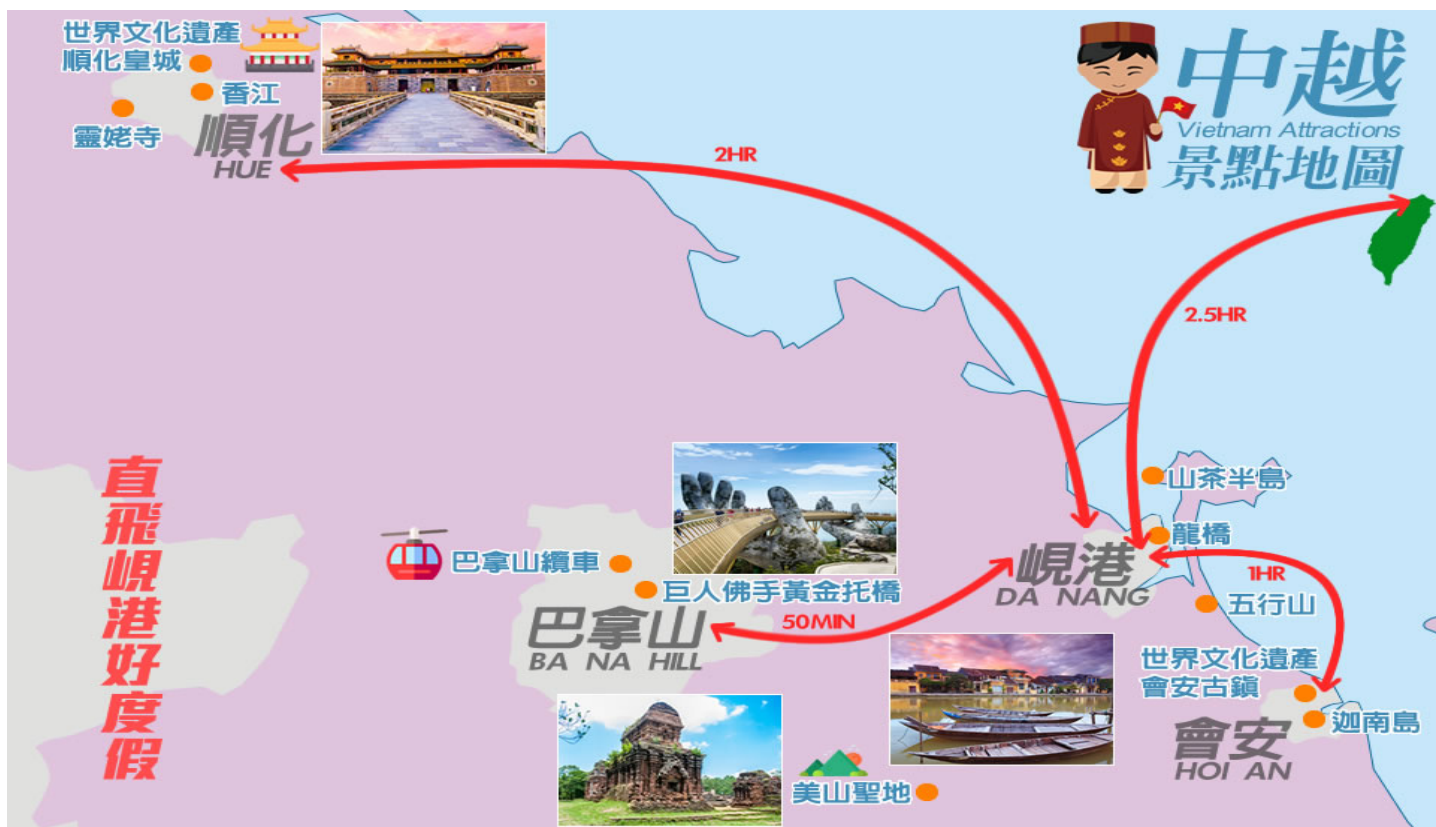 世界文化遺產
順化皇城
香江
靈姥寺
順化
HUE
2HR
中越
Vietnam Attractions
景點地圖
2.5HR
直飛峴港好度假
山茶半島
龍橋
峴港
DA NANG
1HR
五行山
巴拿山纜車
巨人佛手黃金托橋
巴拿山
BA NA HILL
50MIN
世界文化遺產
會安古鎮
迦南島
會安
HOI AN
美山聖地